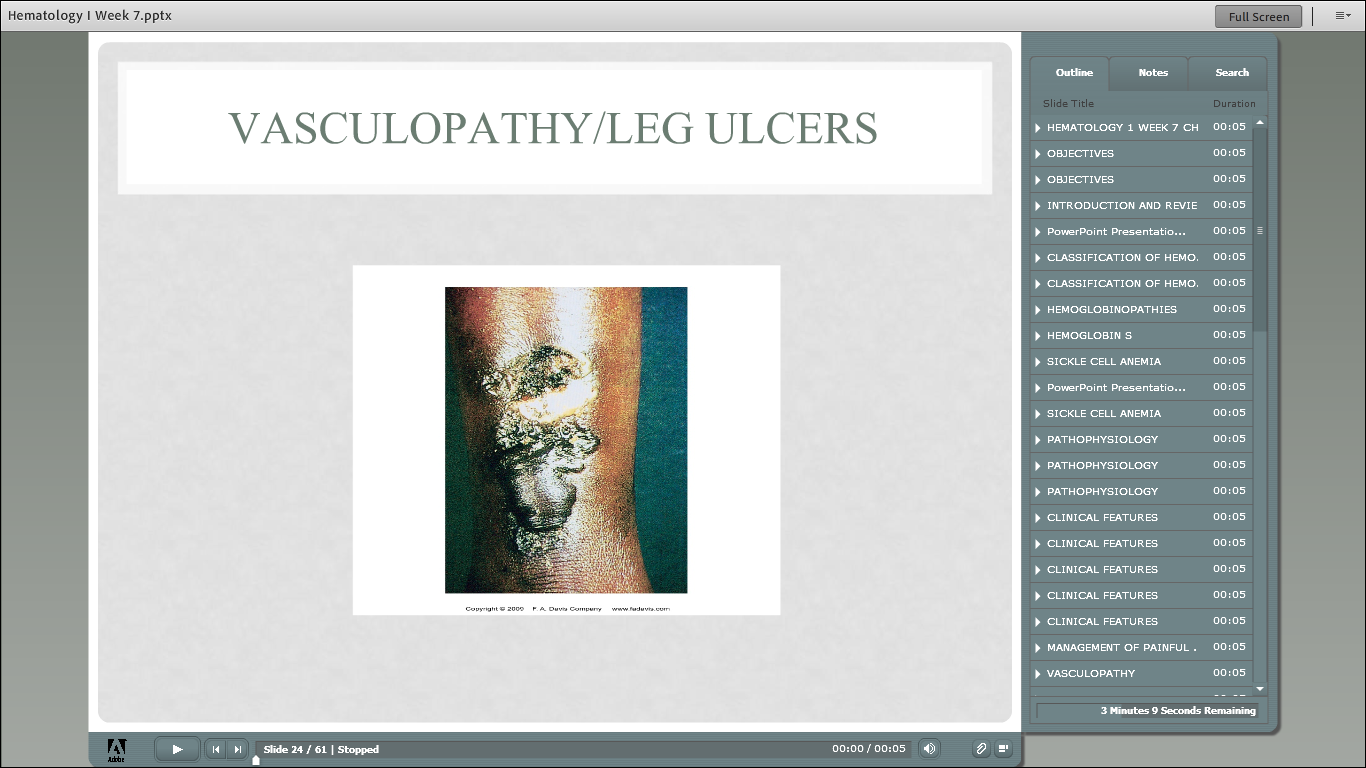 Hematology I Week 7.pptx
Full Screen
VASCULOPATHY/LEG ULCERS
Copyright © 2009 F. A. Davis Company www.fadavis.com
Outline Notes Search
Slide Title Duration
HEMATOLOGY 1 WEEK 7 CH 00:05
OBJECTIVES 00:05
OBJECTIVES 00:05
INTRODUCTION AND REVIE 00:05
PowerPoint Presentatio... 00:05
CLASSIFICATION OF HEMO. 00:05
CLASSIFICATION OF HEMO. 00:05
HEMOGLOBINOPATHIES 00:05
HEMOGLOBIN S 00:05
SICKLE CELL ANEMIA 00:05
PowerPoint Presentatio... 00:05
SICKLE CELL ANEMIA 00:05
PATHOPHYSIOLOGY 00:05
PATHOPHYSIOLOGY 00:05
PATHOPHYSIOLOGY 00:05
CLINICAL FEATURES 00:05
CLINICAL FEATURES 00:05
CLINICAL FEATURES 00:05
CLINICAL FEATURES 00:05
CLINICAL FEATURES 00:05
MANAGEMENT OF PAINFUL . 00:05
VASCULOPATHY 00:05
3 Minutes 9 Seconds Remaining
Adobe
Slide 24 / 61 | Stopped 00:00 / 00:05